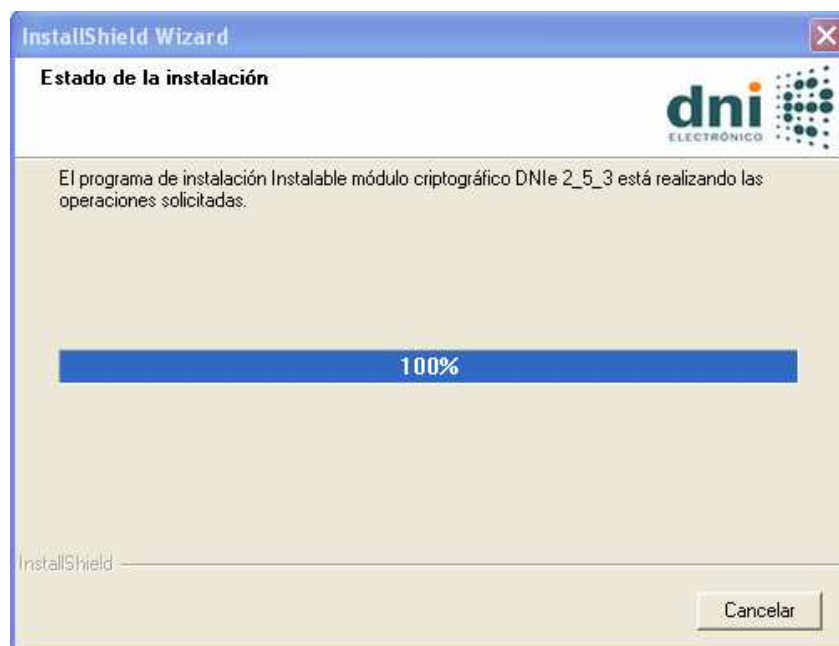 InstallShield Wizard
Estado de la instalación
dni
ELECTRÓNICO
El programa de instalación Instalable módulo criptográfico DNIe 2_5_3 está realizando las
operaciones solicitadas.
100%
InstallShield
Cancelar